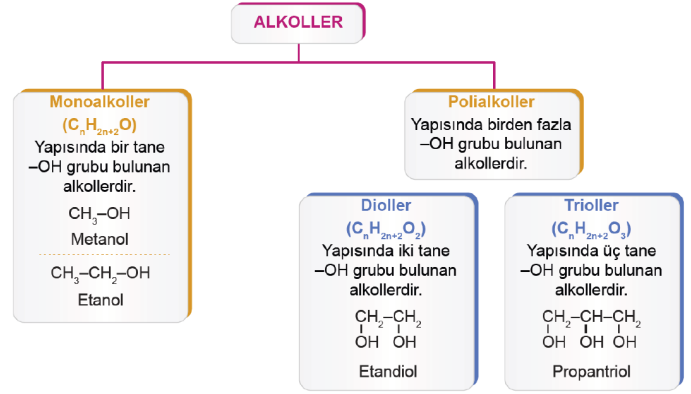 ALKOLLER
Monoalkoller
(CₙH₂ₙ₊₂O)
Yapısında bir tane
–OH grubu bulunan
alkollerdir.
CH₃–OH
Metanol
CH₃–CH₂–OH
Etanol
Polialkoller
Yapısında birden fazla
–OH grubu bulunan
alkollerdir.
Dioller
(CₙH₂ₙ₊₂O₂)
Yapısında iki tane
–OH grubu bulunan
alkollerdir.
CH₂–CH₂
OH OH
Etandiol
Trioller
(CₙH₂ₙ₊₂O₃)
Yapısında üç tane
–OH grubu bulunan
alkollerdir.
CH₂–CH–CH₂
OH OH OH
Propantriol